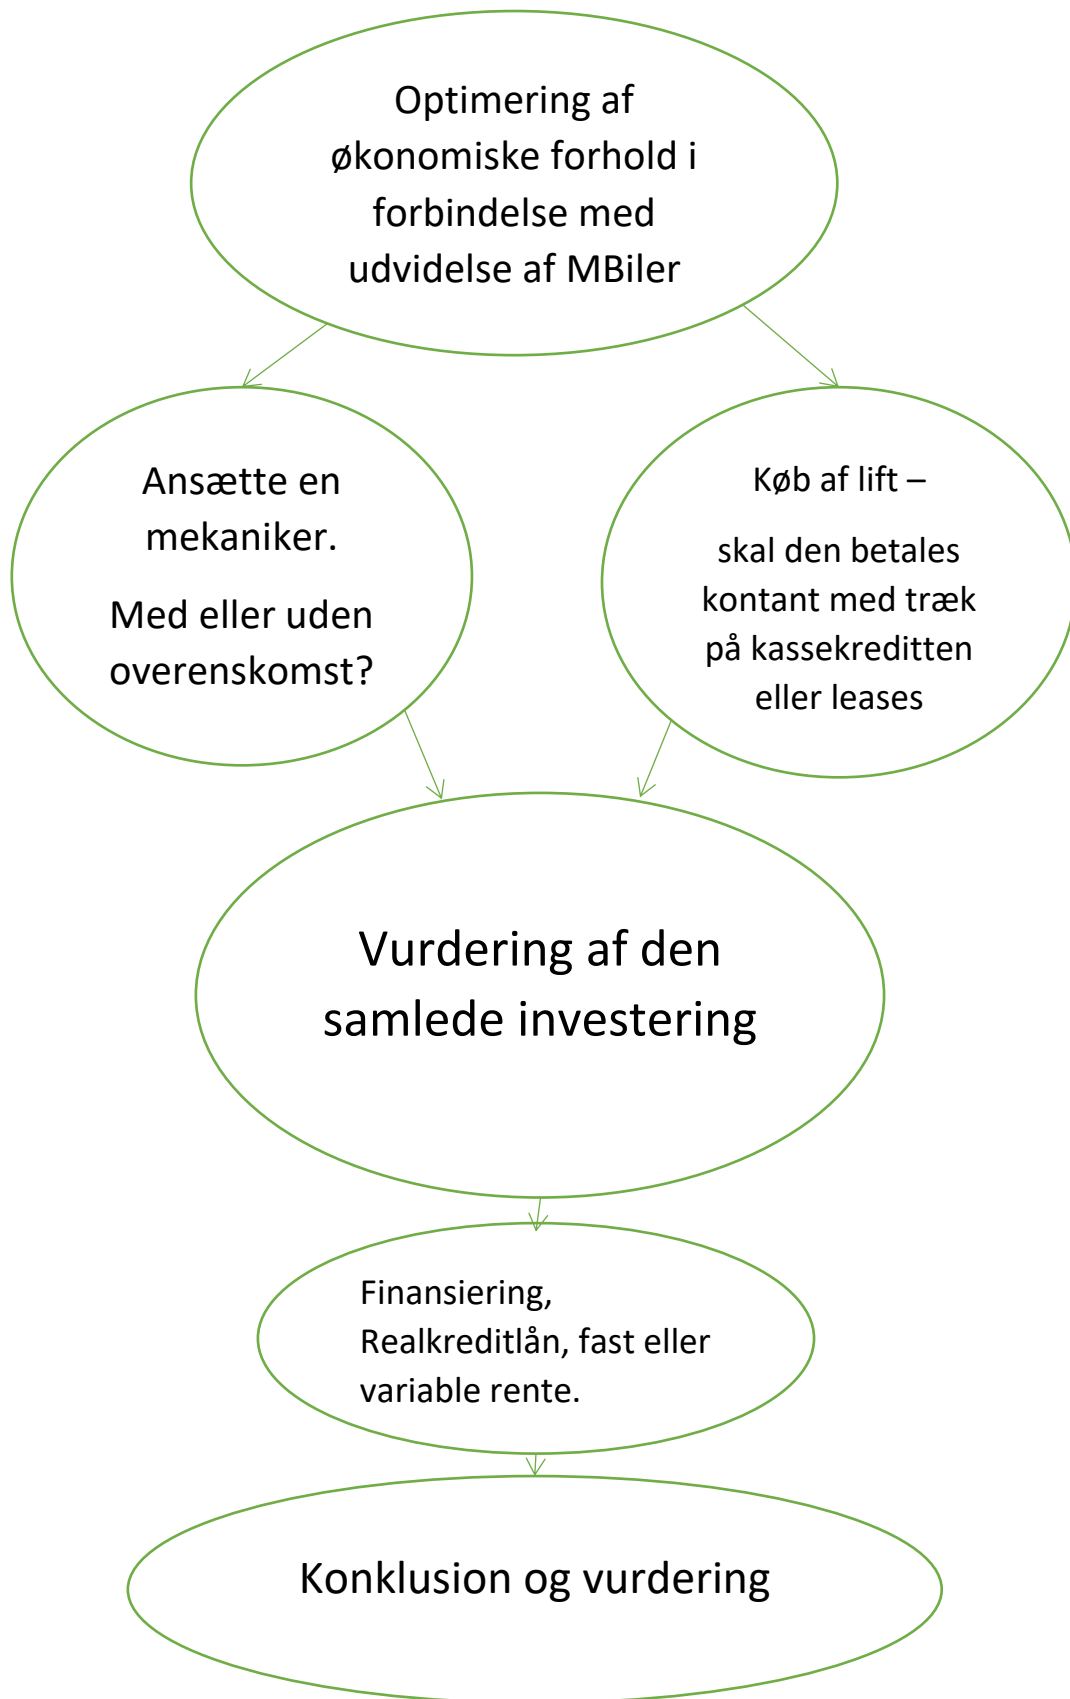 Optimering af
økonomiske forhold i
forbindelse med
udvidelse af MBiler
Ansætte en
mekaniker.
Med eller uden
overenskomst?
Køb af lift –
skal den betales
kontant med træk
på kassekreditten
eller leases
Vurdering af den
samlede investering
Finansiering,
Realkreditlån, fast eller
variable rente.
Konklusion og vurdering